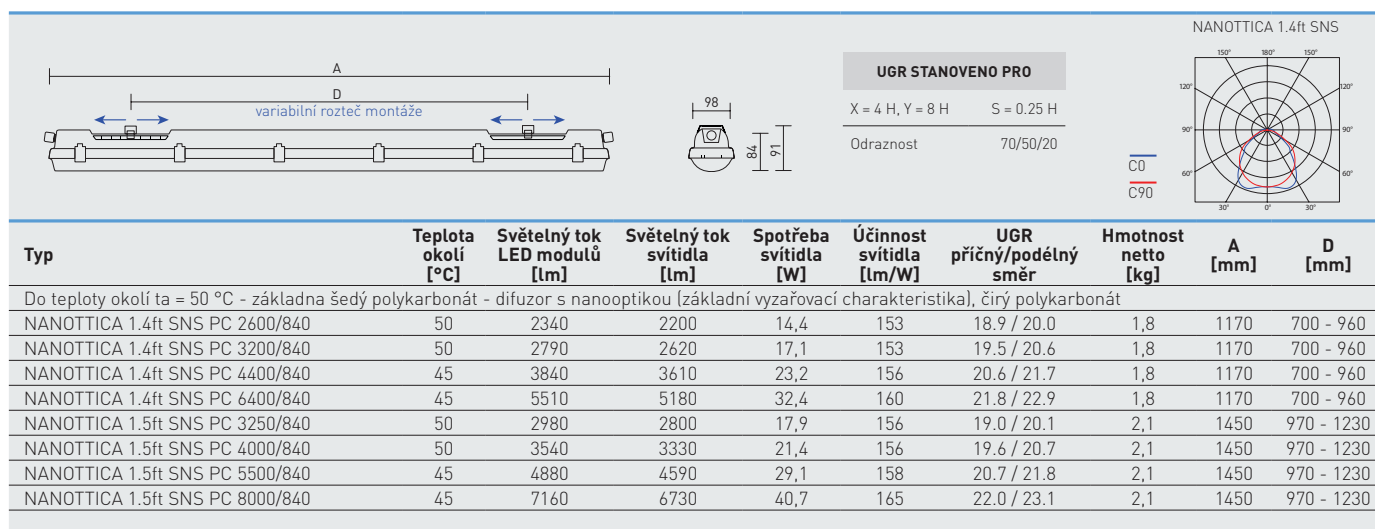 NANOTTICA 1.4ft SNS
A
D
variabilní rozteč montáže
98
84
91
UGR STANOVENO PRO
X = 4 H, Y = 8 H S = 0.25 H
Odraznost 70/50/20
C0
C90
150° 180° 150°
120° 120°
90° 90°
60° 60°
30° 0° 30°
Typ Teplota okolí [°C] Světelný tok LED modulů [lm] Světelný tok svítidla [lm] Spotřeba svítidla [W] Účinnost svítidla [lm/W] UGR příčný/podélný směr Hmotnost netto [kg] A [mm] D [mm]
Do teploty okolí ta = 50 °C - základna šedý polykarbonát - difuzor s nanooptikou (základní vyzařovací charakteristika), čirý polykarbonát
NANOTTICA 1.4ft SNS PC 2600/840 50 2340 2200 14,4 153 18.9 / 20.0 1,8 1170 700 - 960
NANOTTICA 1.4ft SNS PC 3200/840 50 2790 2620 17,1 153 19.5 / 20.6 1,8 1170 700 - 960
NANOTTICA 1.4ft SNS PC 4400/840 45 3840 3610 23,2 156 20.6 / 21.7 1,8 1170 700 - 960
NANOTTICA 1.4ft SNS PC 6400/840 45 5510 5180 32,4 160 21.8 / 22.9 1,8 1170 700 - 960
NANOTTICA 1.5ft SNS PC 3250/840 50 2980 2800 17,9 156 19.0 / 20.1 2,1 1450 970 - 1230
NANOTTICA 1.5ft SNS PC 4000/840 50 3540 3330 21,4 156 19.6 / 20.7 2,1 1450 970 - 1230
NANOTTICA 1.5ft SNS PC 5500/840 45 4880 4590 29,1 158 20.7 / 21.8 2,1 1450 970 - 1230
NANOTTICA 1.5ft SNS PC 8000/840 45 7160 6730 40,7 165 22.0 / 23.1 2,1 1450 970 - 1230